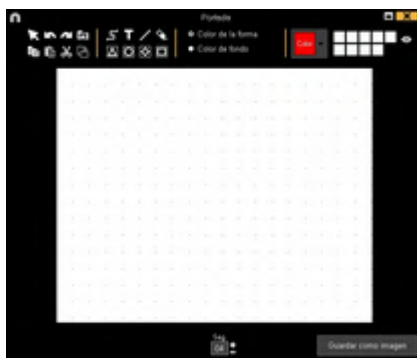 Portada
Color de la forma
Color de fondo
Color
Guardar como imagen